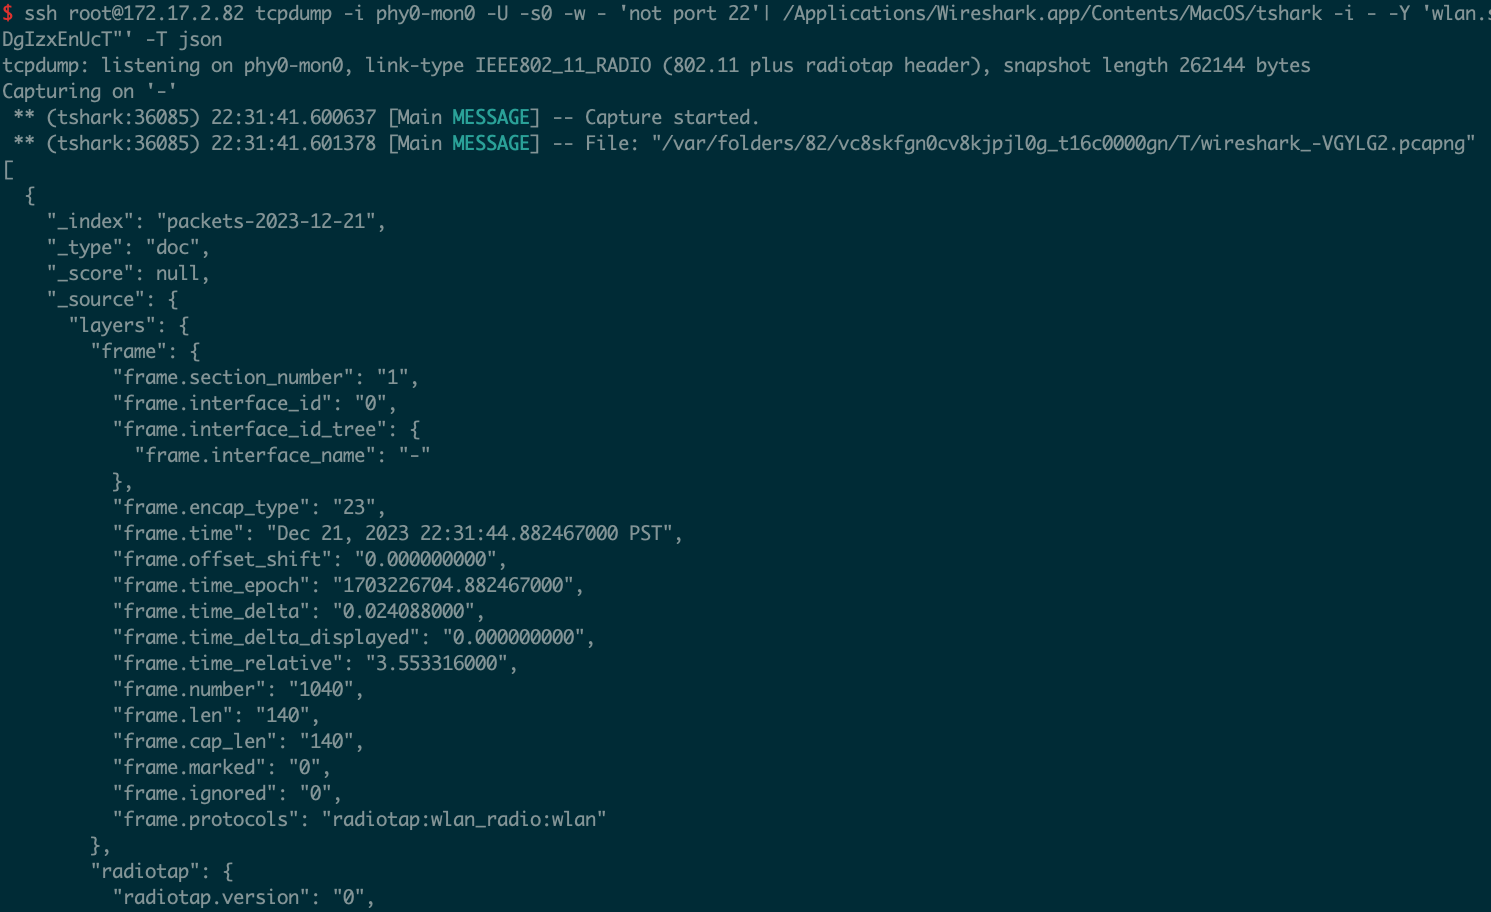 $ ssh root@172.17.2.82 tcpdump -i phy0-mon0 -U -s0 -w - 'not port 22'| /Applications/Wireshark.app/Contents/MacOS/tshark -i - -Y 'wlan.s
DgIzxEnUcT"' -T json
tcpdump: listening on phy0-mon0, link-type IEEE802_11_RADIO (802.11 plus radiotap header), snapshot length 262144 bytes
Capturing on '-'
 ** (tshark:36085) 22:31:41.600637 [Main MESSAGE] -- Capture started.
 ** (tshark:36085) 22:31:41.601378 [Main MESSAGE] -- File: "/var/folders/82/vc8skfgn0cv8kjpjl0g_t16c0000gn/T/wireshark_-VGYLG2.pcapng"
[
  {
    "_index": "packets-2023-12-21",
    "_type": "doc",
    "_score": null,
    "_source": {
      "layers": {
        "frame": {
          "frame.section_number": "1",
          "frame.interface_id": "0",
          "frame.interface_id_tree": {
            "frame.interface_name": "-"
          },
          "frame.encap_type": "23",
          "frame.time": "Dec 21, 2023 22:31:44.882467000 PST",
          "frame.offset_shift": "0.000000000",
          "frame.time_epoch": "1703226704.882467000",
          "frame.time_delta": "0.024088000",
          "frame.time_delta_displayed": "0.000000000",
          "frame.time_relative": "3.553316000",
          "frame.number": "1040",
          "frame.len": "140",
          "frame.cap_len": "140",
          "frame.marked": "0",
          "frame.ignored": "0",
          "frame.protocols": "radiotap:wlan_radio:wlan"
        },
        "radiotap": {
          "radiotap.version": "0",